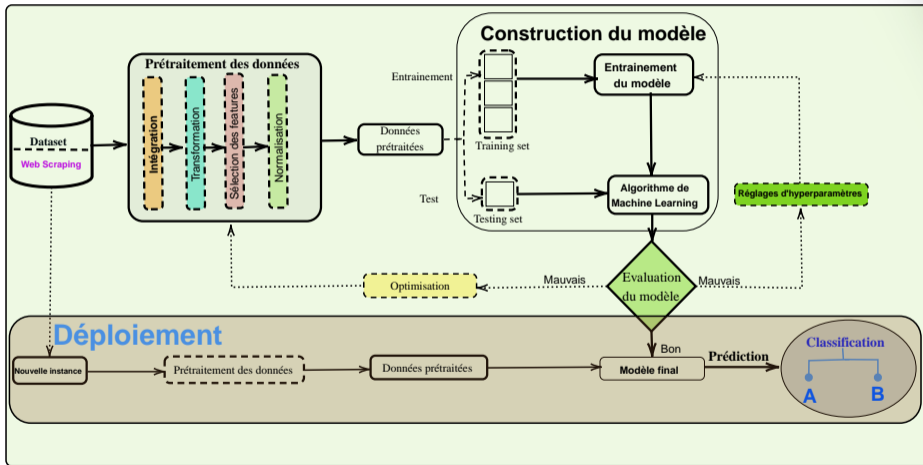 Construction du modèle
Prétraitement des données
Intégration
Transformation
Sélection des features
Normalisation
Dataset
Web Scraping
Données
prétraitées
Entrainement
Training set
Entrainement
du modèle
Test
Testing set
Algorithme de
Machine Learning
Réglages d'hyperparamètres
Evaluation
du modèle
Mauvais
Mauvais
Optimisation
Déploiement
Bon
Nouvelle instance
Prétraitement des données
Données prétraitées
Modèle final
Prédiction
Classification
A
B